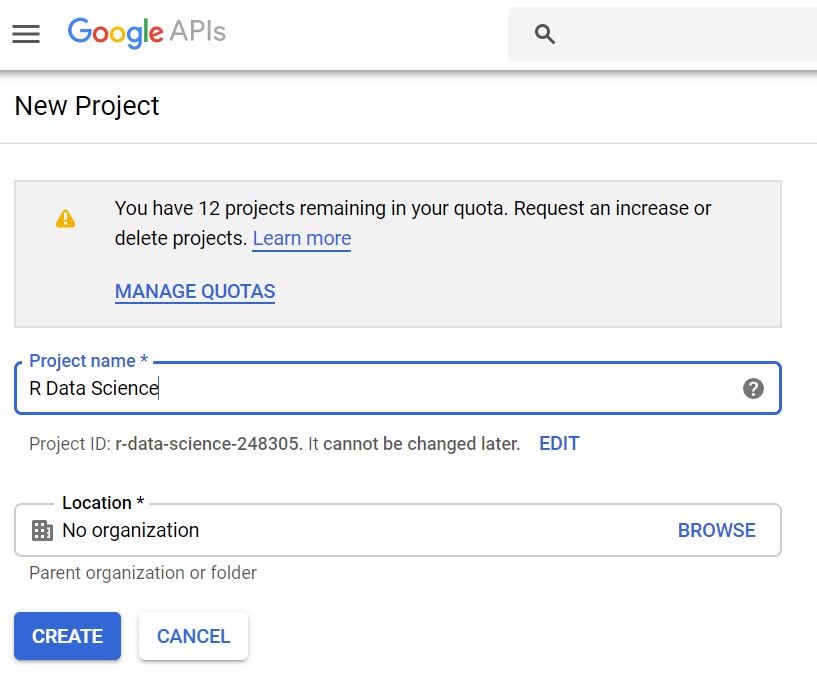 Google APIs
New Project
You have 12 projects remaining in your quota. Request an increase or
delete projects. Learn more
MANAGE QUOTAS
Project name *
R Data Science
Project ID: r-data-science-248305. It cannot be changed later. EDIT
Location *
No organization BROWSE
Parent organization or folder
CREATE CANCEL